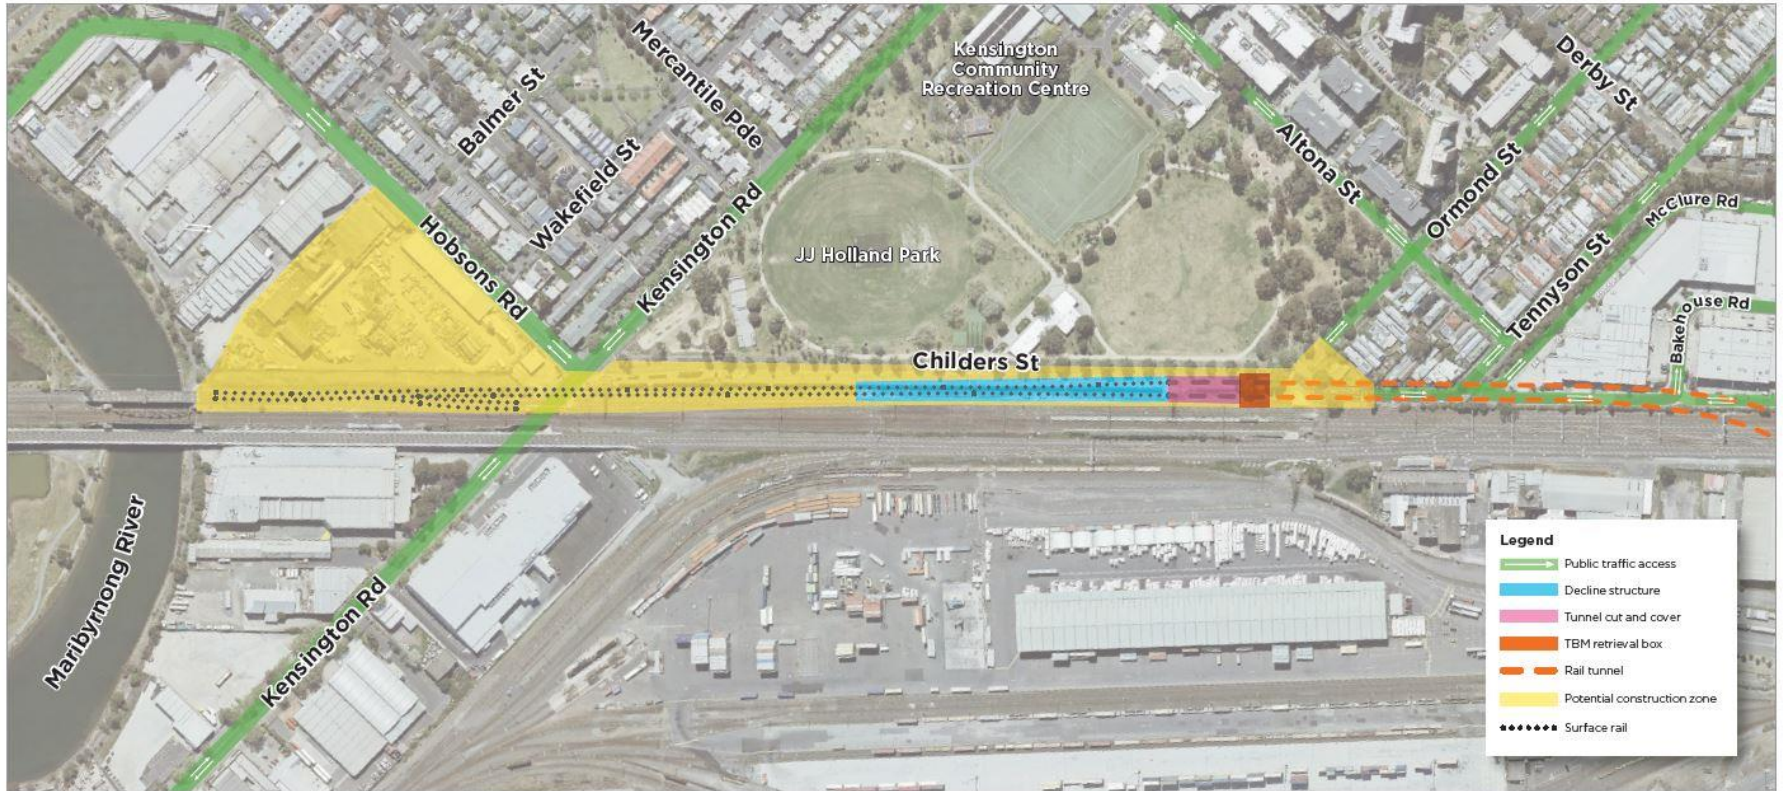 Mercantile Pde
Kensington
Community
Recreation Centre
Derby St
Balmer St
Altona St
Wakefield St
Ormond St
McClure Rd
Hobsons Rd
Kensington Rd
JJ Holland Park
Tennyson St
Bakehouse Rd
Childers St
Maribyrnong River
Kensington Rd
Legend
Public traffic access
Decline structure
Tunnel cut and cover
TBM retrieval box
Rail tunnel
Potential construction zone
Surface rail